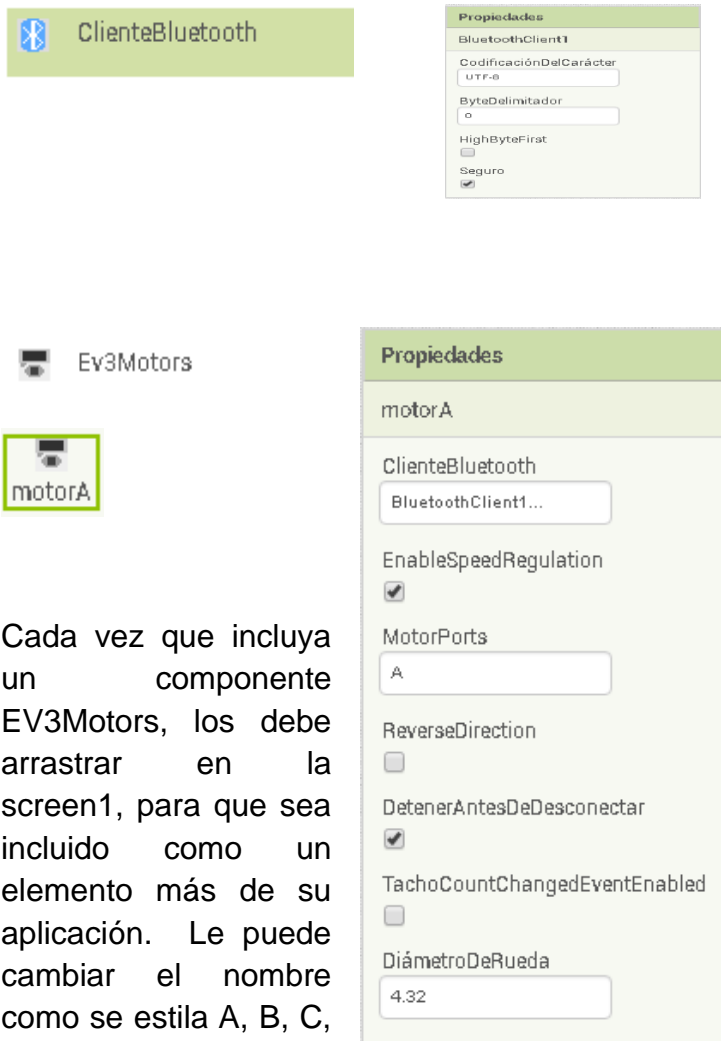 ClienteBluetooth
Propiedades
BluetoothClient1
CodificaciónDelCarácter
UTF-8
ByteDelimitador
0
HighByteFirst
Seguro
Ev3Motors
motorA
Cada vez que incluya
un componente
EV3Motors, los debe
arrastrar en la
screen1, para que sea
incluido como un
elemento más de su
aplicación. Le puede
cambiar el nombre
como se estila A, B, C,
Propiedades
motorA
ClienteBluetooth
BluetoothClient1...
EnableSpeedRegulation
MotorPorts
A
ReverseDirection
DetenerAntesDeDesconectar
TachoCountChangedEventEnabled
DiámetroDeRueda
4.32